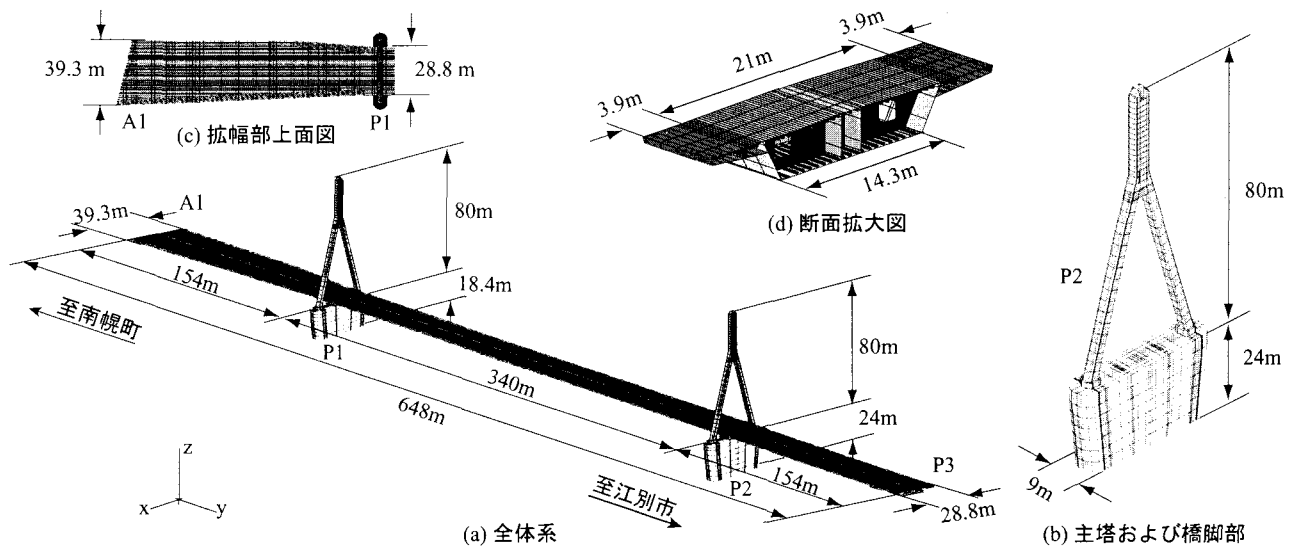 39.3 m
28.8 m
A1
P1
(c) 拡幅部上面図
3.9m
21m
3.9m
14.3m
(d) 断面拡大図
80m
P2
24m
9m
(b) 主塔および橋脚部
39.3m
A1
80m
154m
18.4m
至南幌町
P1
340m
648m
80m
24m
P2
154m
P3
28.8m
至江別市
z
x
y
(a) 全体系